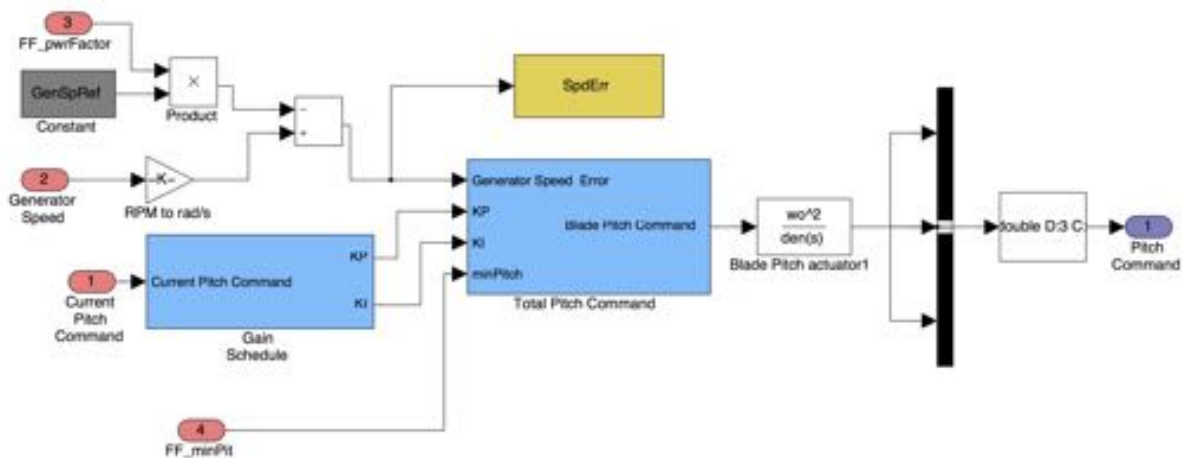 3
FF_pwrFactor
GenSpRef
Constant
×
Product
−
+
SpdErr
2
Generator
Speed
-K-
RPM to rad/s
Generator Speed Error
KP
KI
minPitch
Blade Pitch Command
Total Pitch Command
wo^2
den(s)
Blade Pitch actuator1
double D:3 C:
1
Pitch
Command
1
Current
Pitch
Command
Current Pitch Command
KP
KI
Gain
Schedule
4
FF_minPit